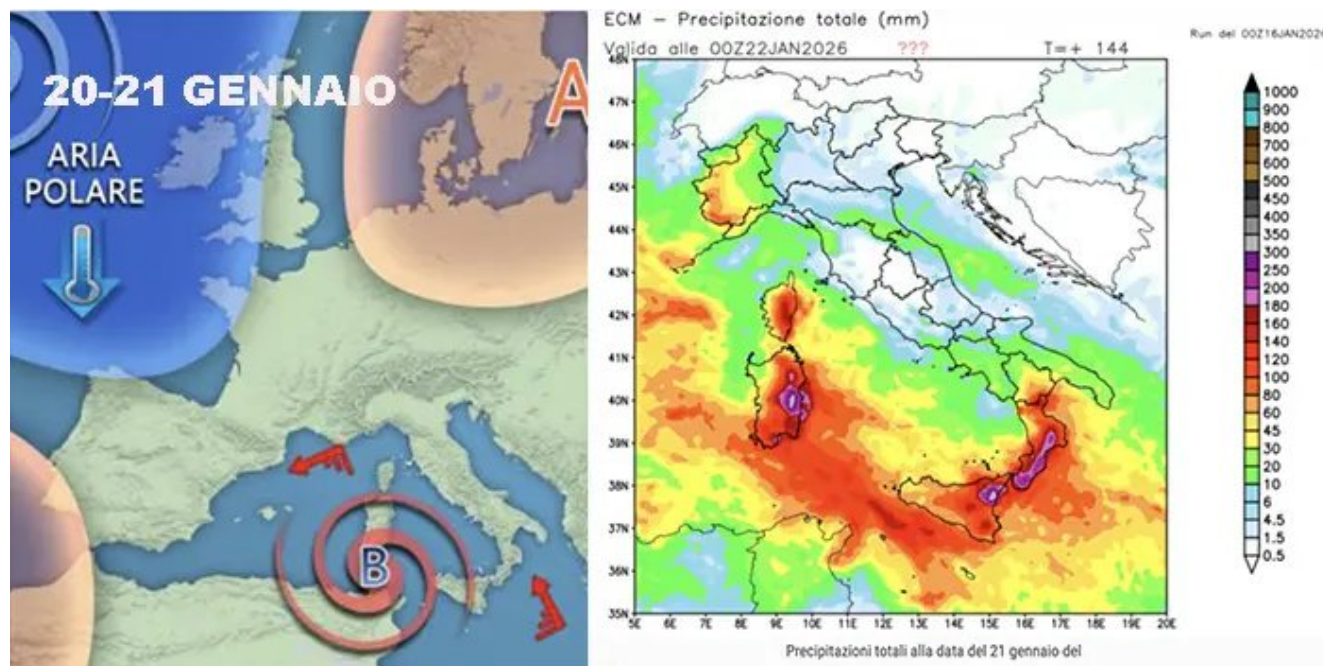 20-21 GENNAIO
A
ARIA
POLARE
B
ECM – Precipitazione totale (mm)
Valida alle 00Z22JAN2026 ??? T=+ 144
Run del 00Z16JAN2026
48N
47N
46N
45N
44N
43N
42N
41N
40N
39N
38N
37N
36N
35N
5E 7E 8E 9E 10E 11E 12E 13E 15E 16E 17E 18E 19E 20E
1000
900
800
700
600
500
450
400
350
300
250
200
180
160
140
120
100
80
60
45
30
20
10
6
4.5
1.5
0.5
Precipitazioni totali alla data del 21 gennaio del